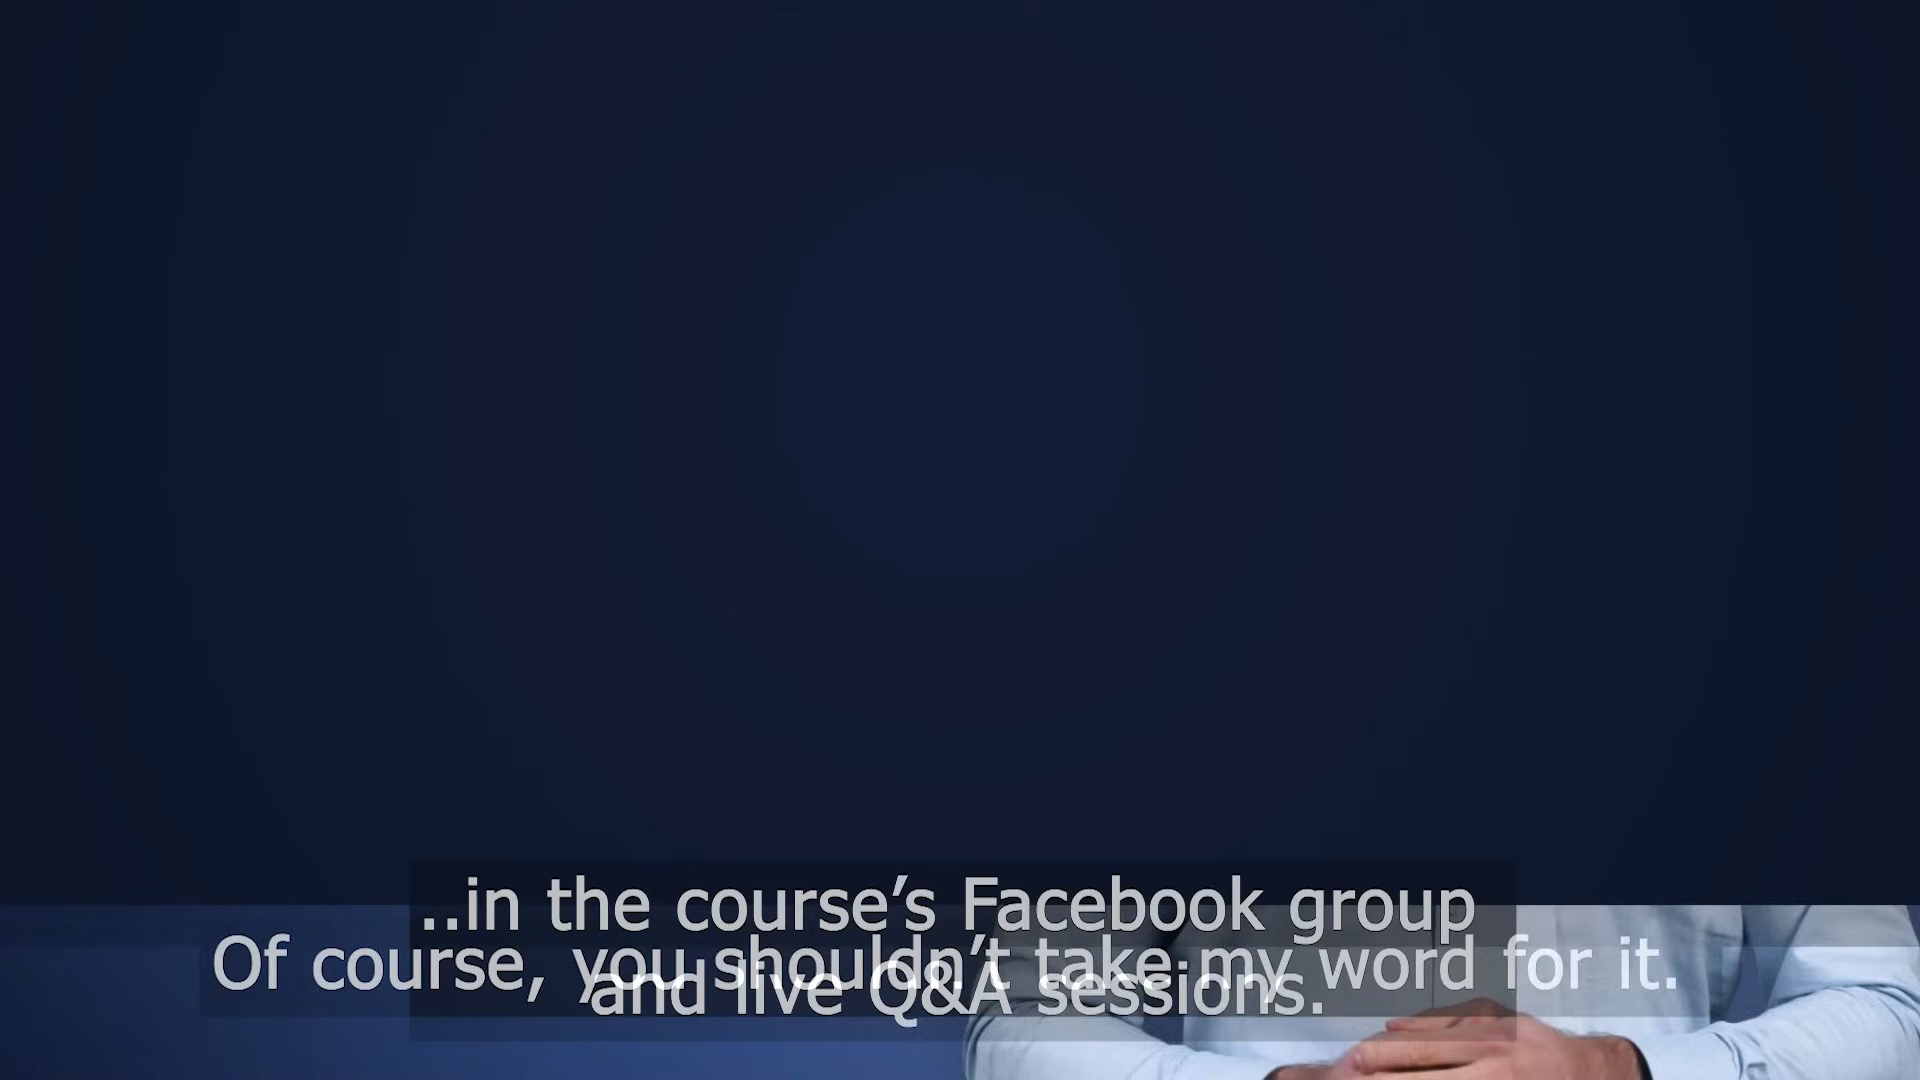 ..in the course’s Facebook group
and live Q&A sessions.
Of course, you shouldn’t take my word for it.